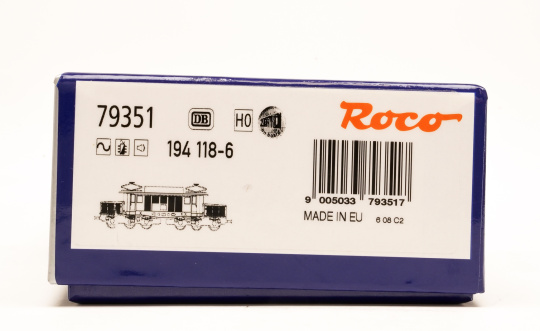 79351 DB H0 Roco
194 118-6
9 005033 793517
MADE IN EU 6 08 C2